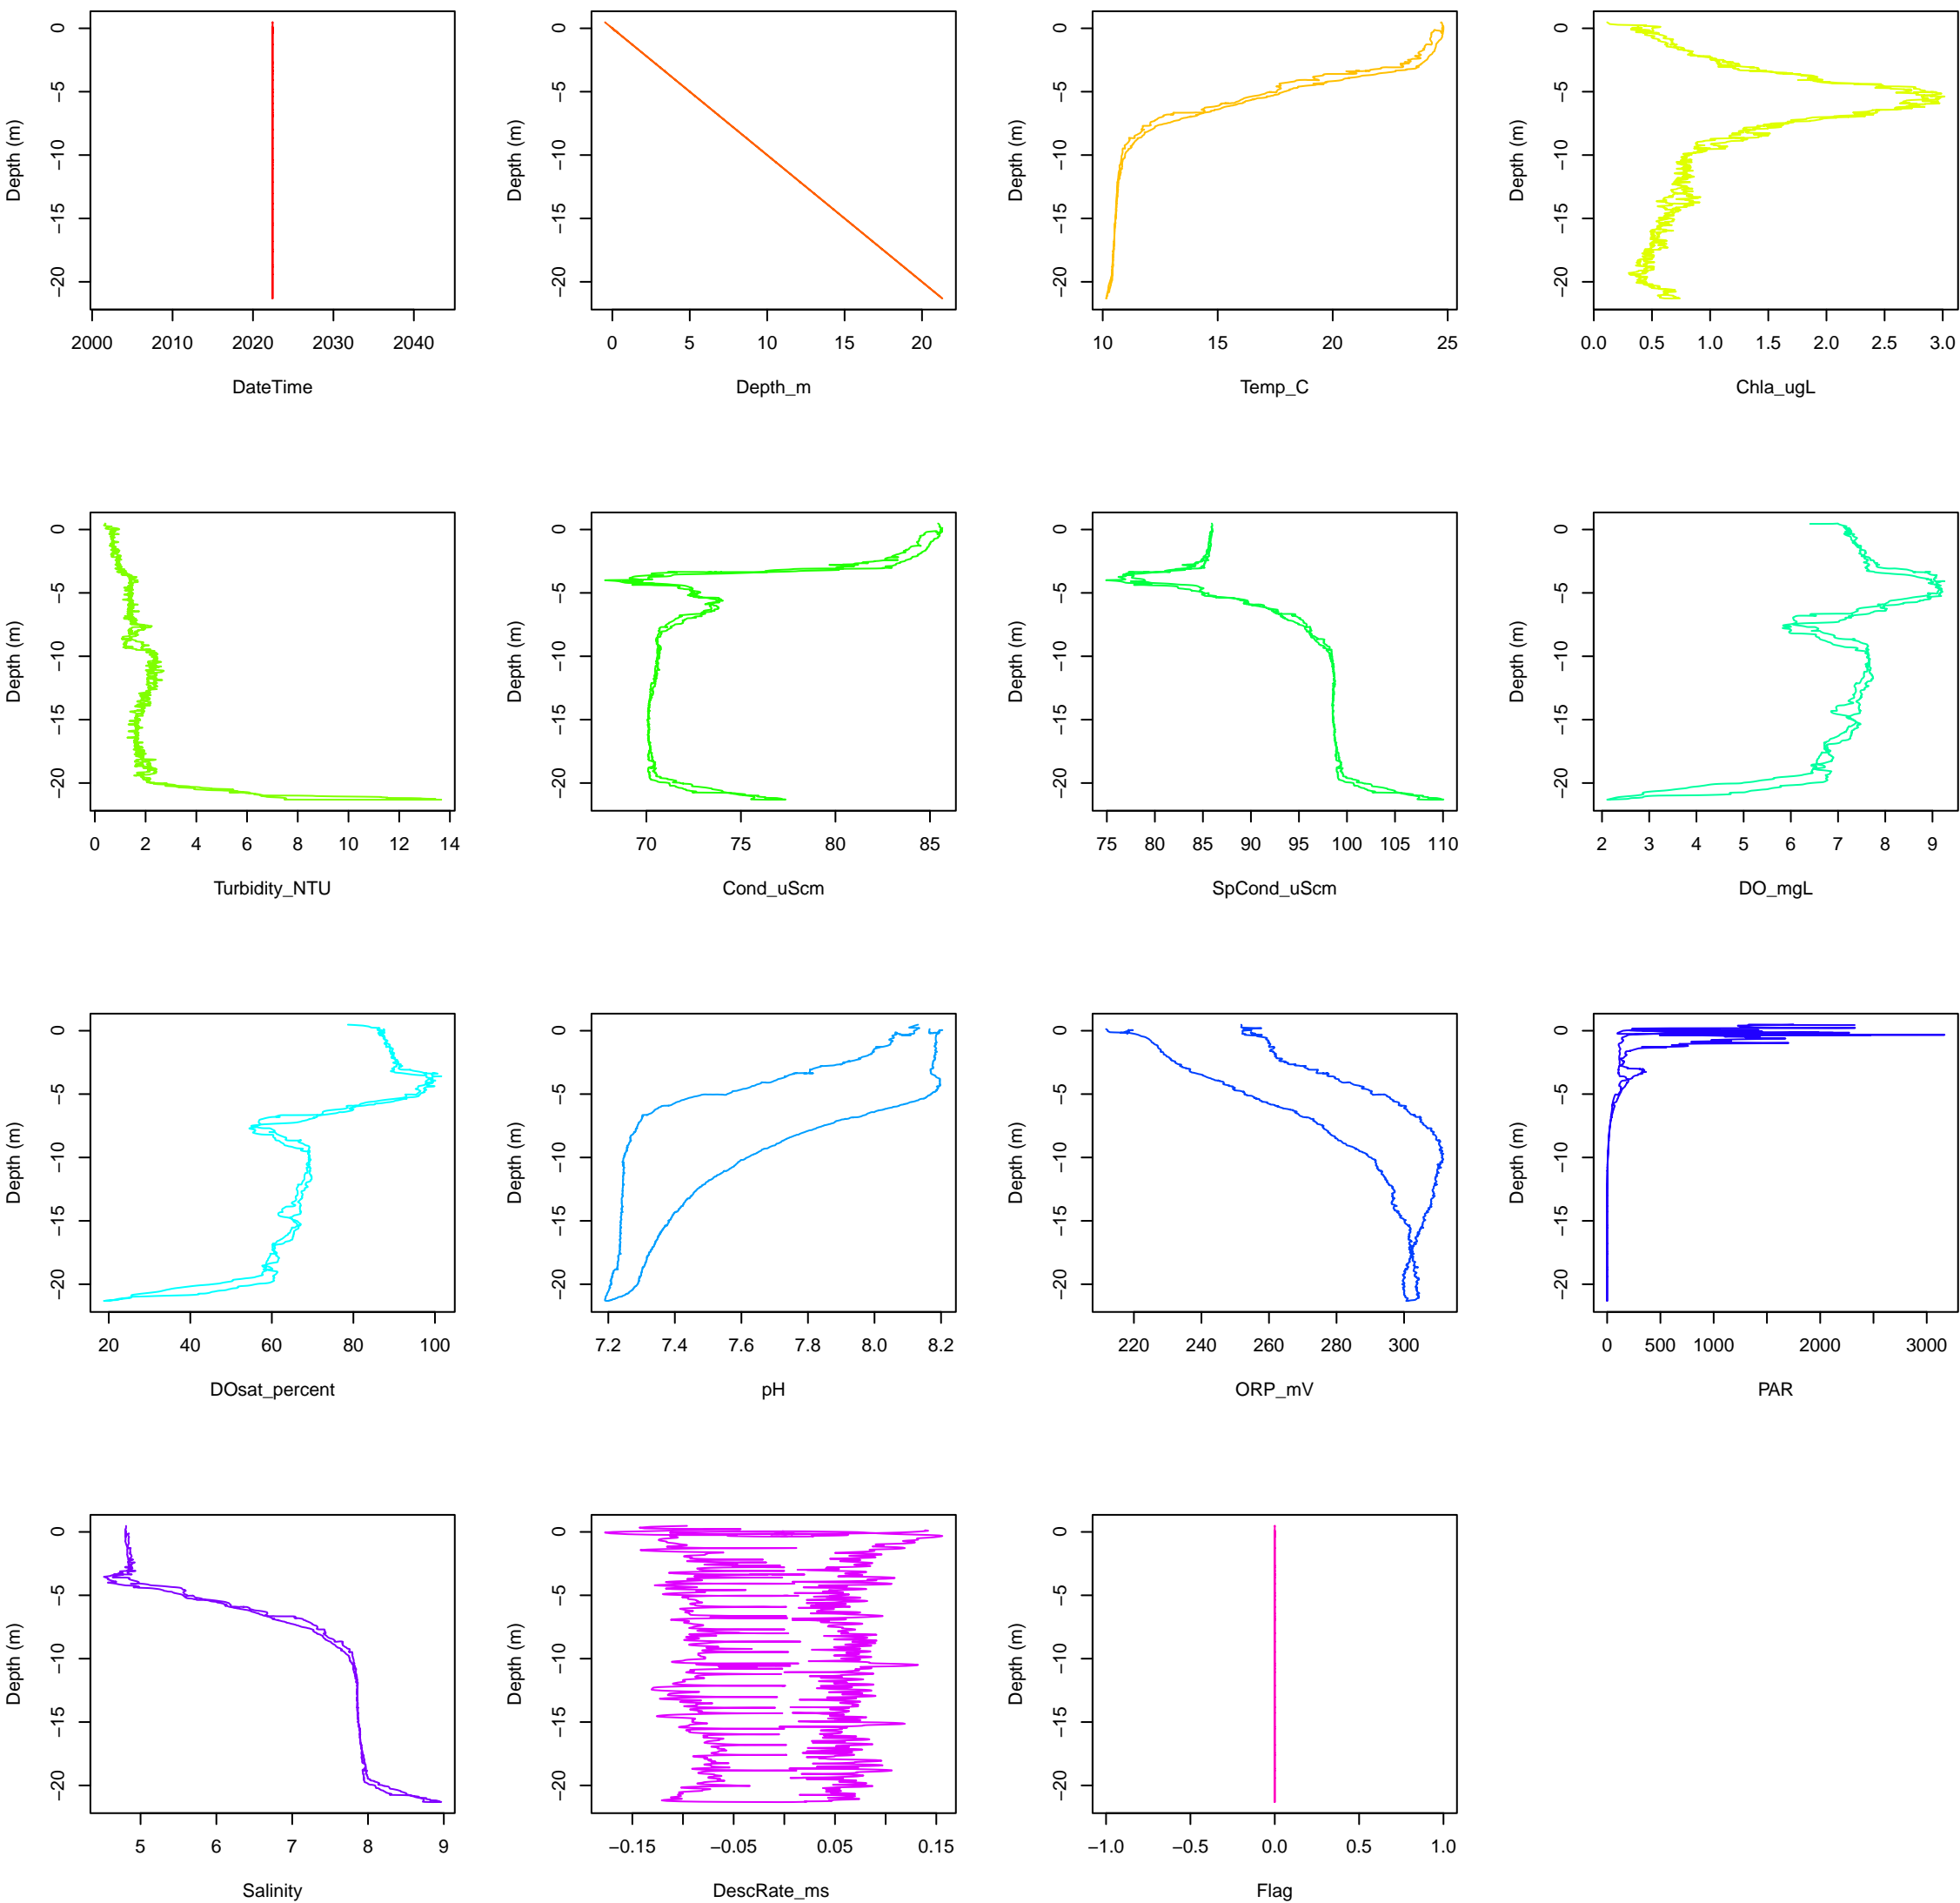 Depth (m)
0
−5
−10
−15
−20
2000 2010 2020 2030 2040
DateTime
Depth (m)
0
−5
−10
−15
−20
0 5 10 15 20
Depth_m
Depth (m)
0
−5
−10
−15
−20
10 15 20 25
Temp_C
Depth (m)
0
−5
−10
−15
−20
0.0 0.5 1.0 1.5 2.0 2.5 3.0
Chla_ugL
Depth (m)
0
−5
−10
−15
−20
0 2 4 6 8 10 12 14
Turbidity_NTU
Depth (m)
0
−5
−10
−15
−20
70 75 80 85
Cond_uScm
Depth (m)
0
−5
−10
−15
−20
75 80 85 90 95 100 105 110
SpCond_uScm
Depth (m)
0
−5
−10
−15
−20
2 3 4 5 6 7 8 9
DO_mgL
Depth (m)
0
−5
−10
−15
−20
20 40 60 80 100
DOsat_percent
Depth (m)
0
−5
−10
−15
−20
7.2 7.4 7.6 7.8 8.0 8.2
pH
Depth (m)
0
−5
−10
−15
−20
220 240 260 280 300
ORP_mV
Depth (m)
0
−5
−10
−15
−20
0 500 1000 2000 3000
PAR
Depth (m)
0
−5
−10
−15
−20
5 6 7 8 9
Salinity
Depth (m)
0
−5
−10
−15
−20
−0.15 −0.05 0.05 0.15
DescRate_ms
Depth (m)
0
−5
−10
−15
−20
−1.0 −0.5 0.0 0.5 1.0
Flag